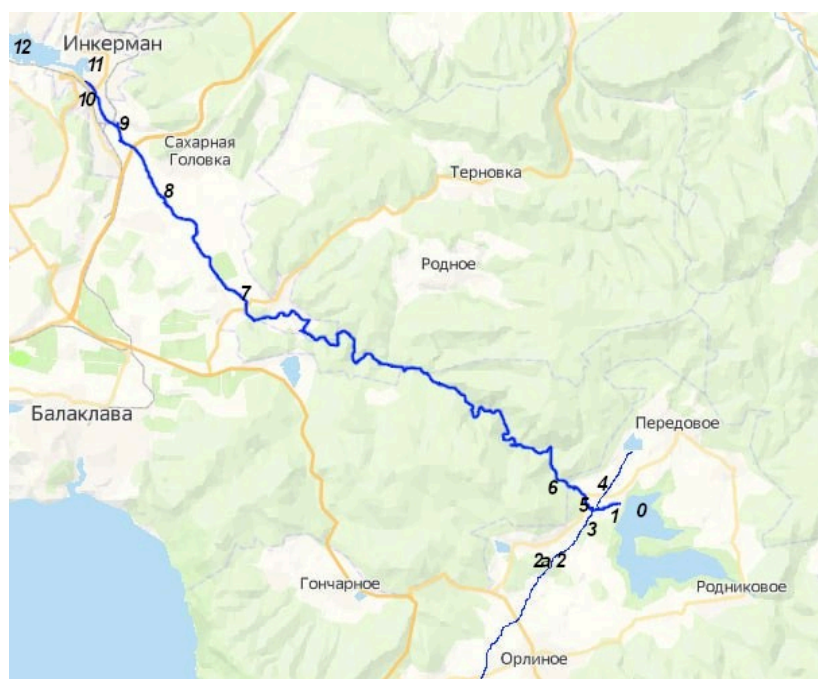 12
Инкерман
11
10
9
Сахарная
Головка
8
Терновка
Родное
7
Балаклава
Передовое
6
4
5
1
0
3
2а
2
Гончарное
Родниковое
Орлиное